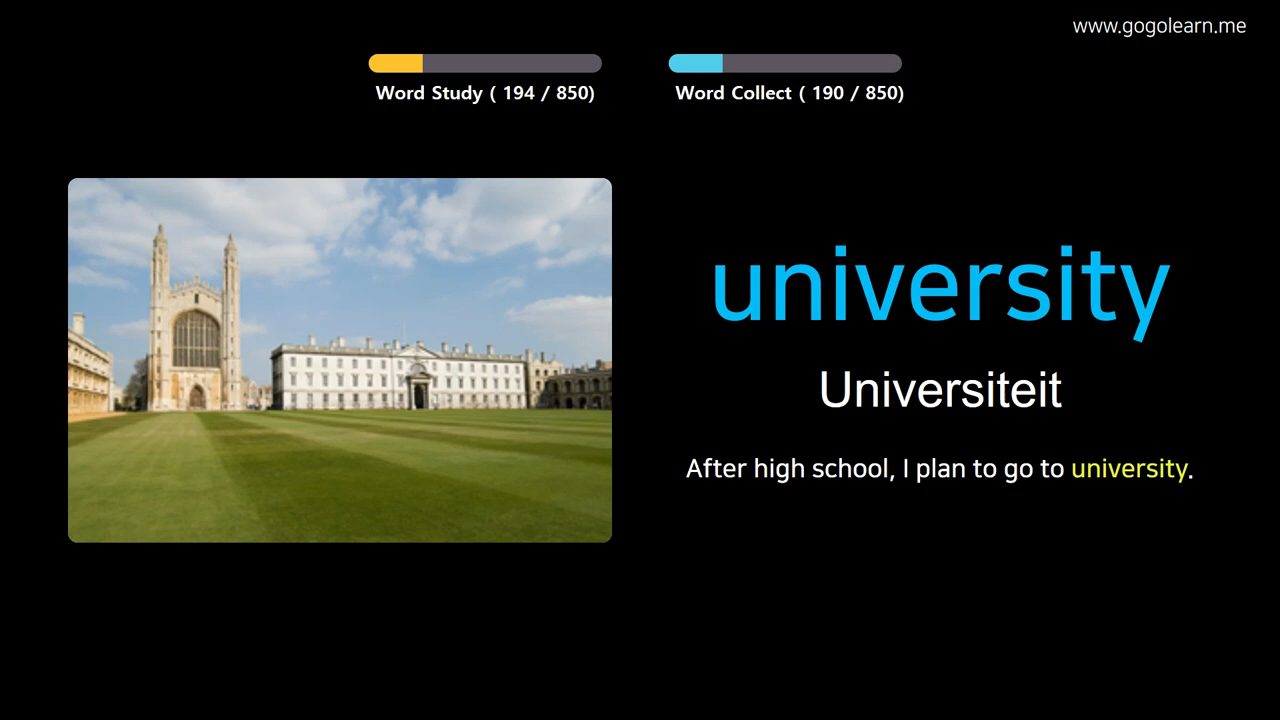 www.gogolearn.me
Word Study ( 194 / 850)
Word Collect ( 190 / 850)
university
Universiteit
After high school, I plan to go to university.